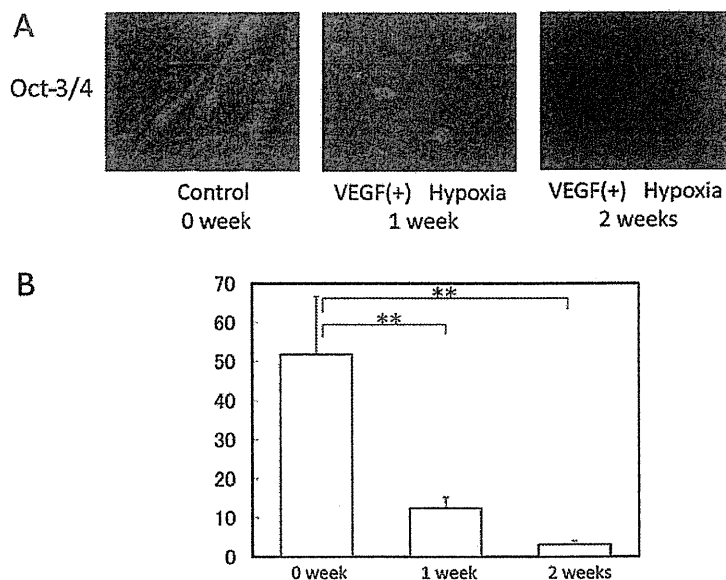 A
Oct-3/4
Control
0 week
VEGF(+) Hypoxia
1 week
VEGF(+) Hypoxia
2 weeks
B
70
60
50
40
30
20
10
0
**
**
0 week
1 week
2 weeks